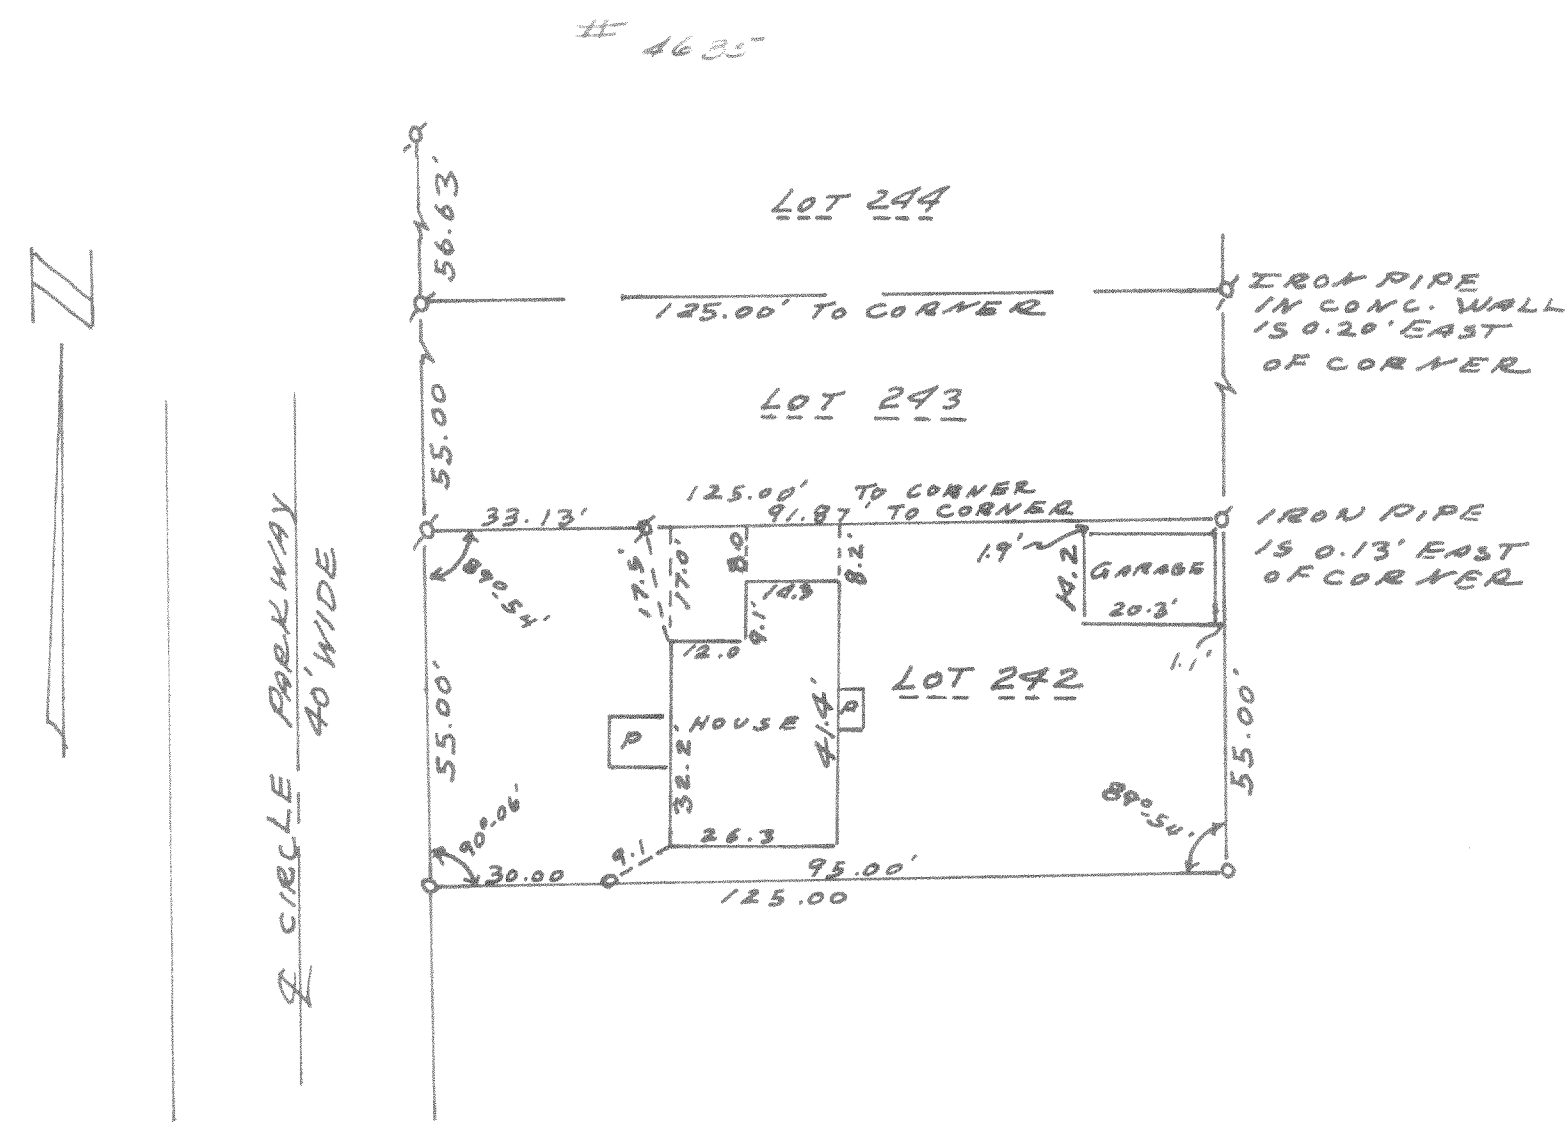 # 4635
56.63'
LOT 244
N
125.00' TO CORNER
IRON PIPE
IN CONC. WALL
IS 0.20' EAST
OF CORNER
55.00
LOT 243
125.00' TO CORNER
33.13'
91.87' TO CORNER
IRON PIPE
IS 0.13' EAST
OF CORNER
89°-54'
17.5'
17.0'
8.0
8.2'
1.9'
14.2
GARAGE
20.3'
14.3
9.1'
12.0
1.1'
℄ CIRCLE PARKWAY
40' WIDE
55.00'
LOT 242
P
HOUSE
P
32.2'
41.4'
55.00'
90°-06'
89°-54'
26.3
9.1
30.00
95.00'
125.00